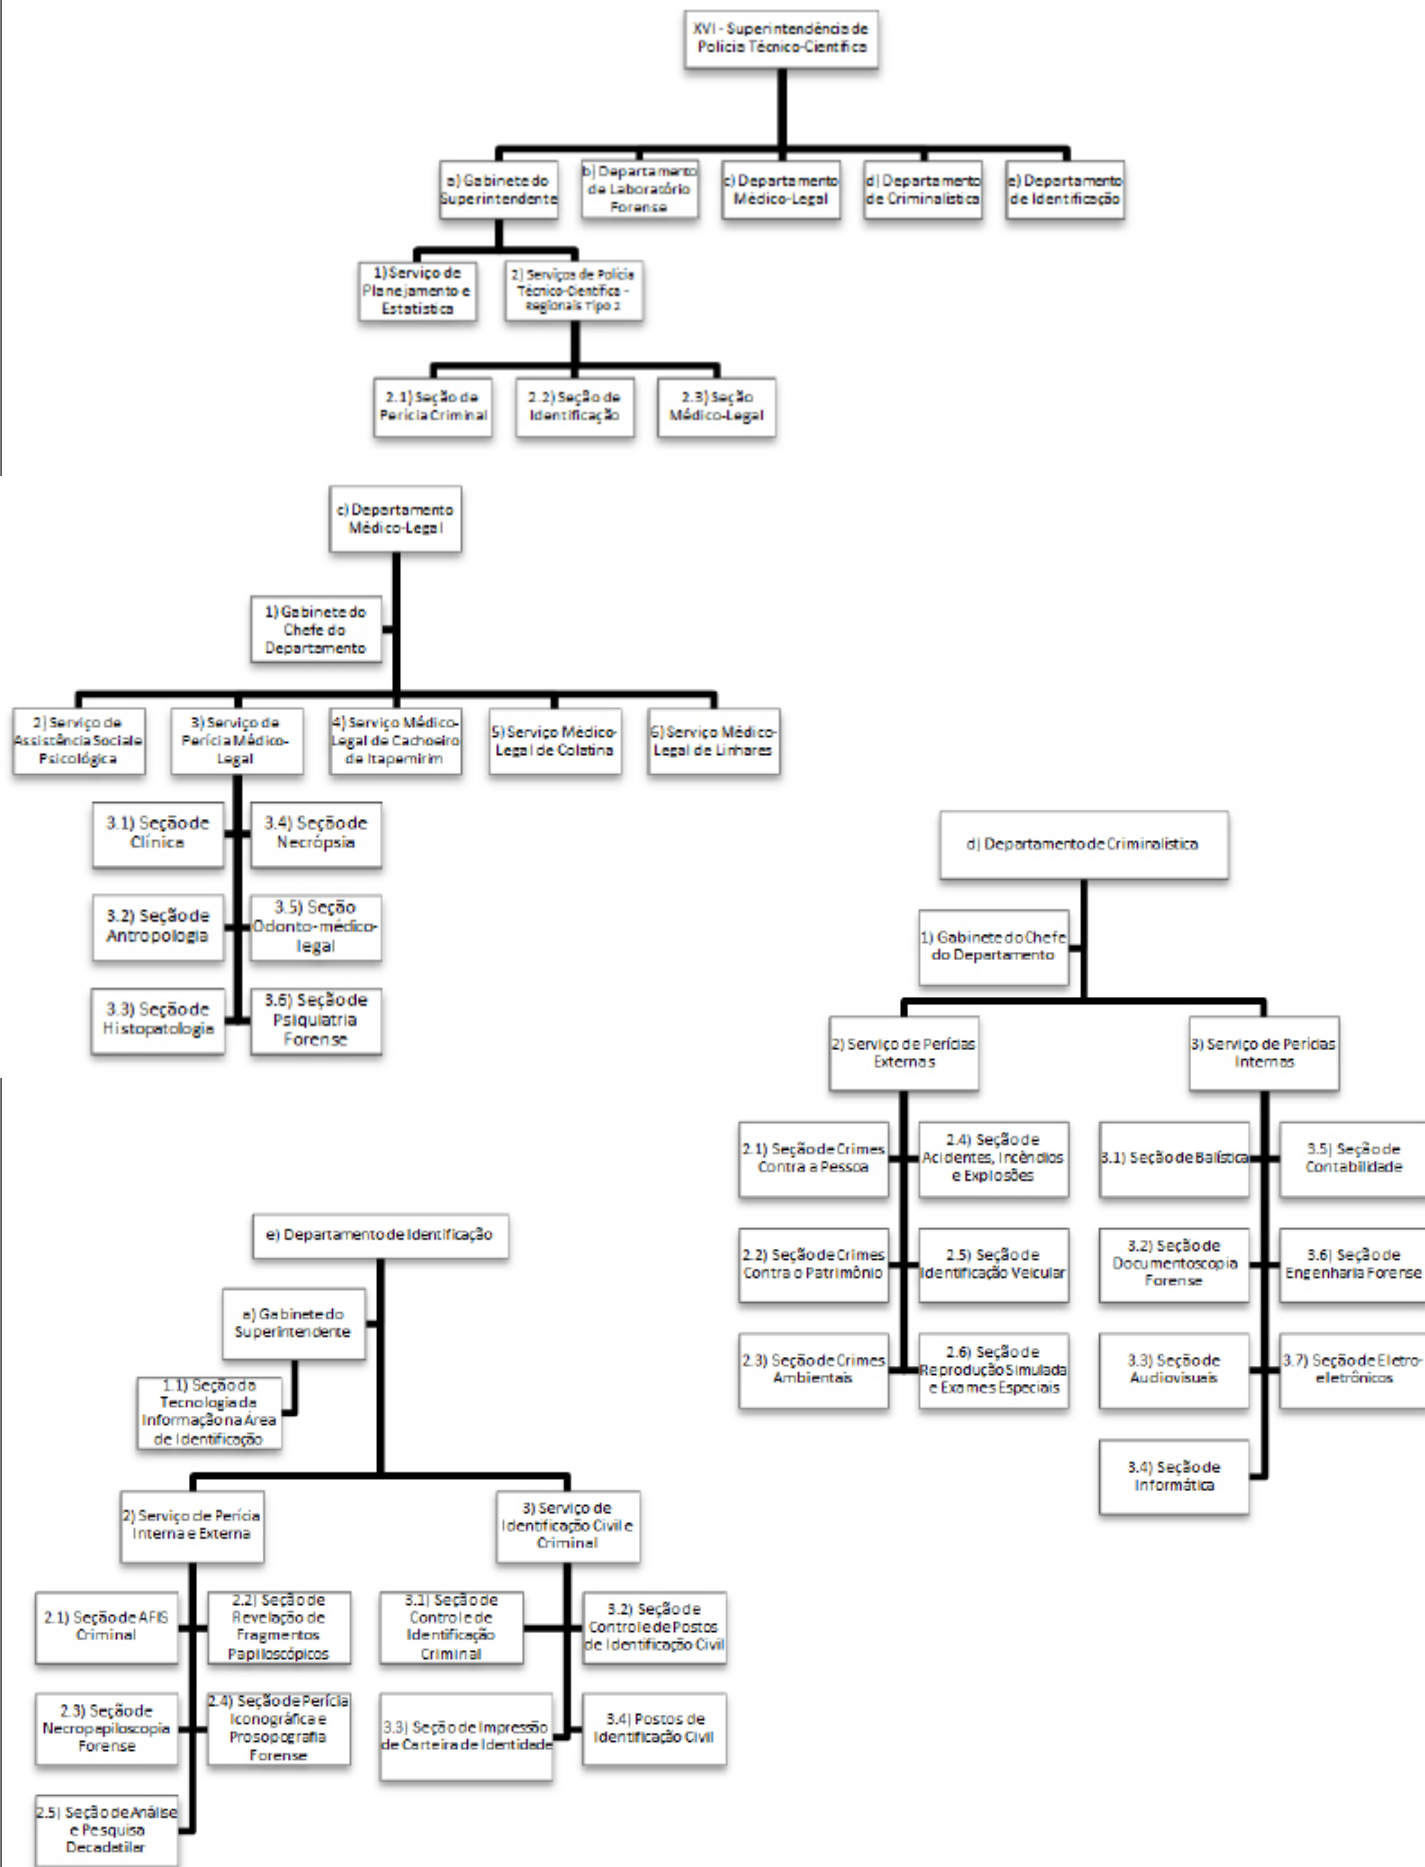 XVI - Superintendência de
Polícia Técnico-Científica
a) Gabinete do
Superintendente
b) Departamento
de Laboratório
Forense
c) Departamento
Médico-Legal
d) Departamento
de Criminalística
e) Departamento
de Identificação
1) Serviço de
Planejamento e
Estatística
2) Serviços de Polícia
Técnico-Científica -
Regionais Tipo 2
2.1) Seção de
Perícia Criminal
2.2) Seção de
Identificação
2.3) Seção
Médico-Legal
c) Departamento
Médico-Legal
1) Gabinete do
Chefe do
Departamento
2) Serviço de
Assistência Social e
Psicológica
3) Serviço de
Perícia Médico-
Legal
4) Serviço Médico-
Legal de Cachoeiro
de Itapemirim
5) Serviço Médico-
Legal de Colatina
6) Serviço Médico-
Legal de Linhares
3.1) Seção de
Clínica
3.4) Seção de
Necrópsia
3.2) Seção de
Antropologia
3.5) Seção
Odonto-médico-
legal
3.3) Seção de
Histopatologia
3.6) Seção de
Psiquiatria
Forense
d) Departamento de Criminalística
1) Gabinete do Chefe
do Departamento
2) Serviço de Perícias
Externas
3) Serviço de Perícias
Internas
2.1) Seção de Crimes
Contra a Pessoa
2.4) Seção de
Acidentes, Incêndios
e Explosões
3.1) Seção de Balística
3.5) Seção de
Contabilidade
2.2) Seção de Crimes
Contra o Patrimônio
2.5) Seção de
Identificação Veicular
3.2) Seção de
Documentoscopia
Forense
3.6) Seção de
Engenharia Forense
2.3) Seção de Crimes
Ambientais
2.6) Seção de
Reprodução Simulada
e Exames Especiais
3.3) Seção de
Audiovisuais
3.7) Seção de Eletro-
eletrônicos
3.4) Seção de
Informática
e) Departamento de Identificação
a) Gabinete do
Superintendente
1.1) Seção da
Tecnologia da
Informação na Área
de Identificação
2) Serviço de Perícia
Interna e Externa
3) Serviço de
Identificação Civil e
Criminal
2.1) Seção de AFIS
Criminal
2.2) Seção de
Revelação de
Fragmentos
Papiloscópicos
3.1) Seção de
Controle de
Identificação
Criminal
3.2) Seção de
Controle de Postos
de Identificação Civil
2.3) Seção de
Necropapiloscopia
Forense
2.4) Seção de Perícia
Iconográfica e
Prosopografia
Forense
3.3) Seção de Impressão
de Carteira de Identidade
3.4) Postos de
Identificação Civil
2.5) Seção de Análise
e Pesquisa
Decadatilar